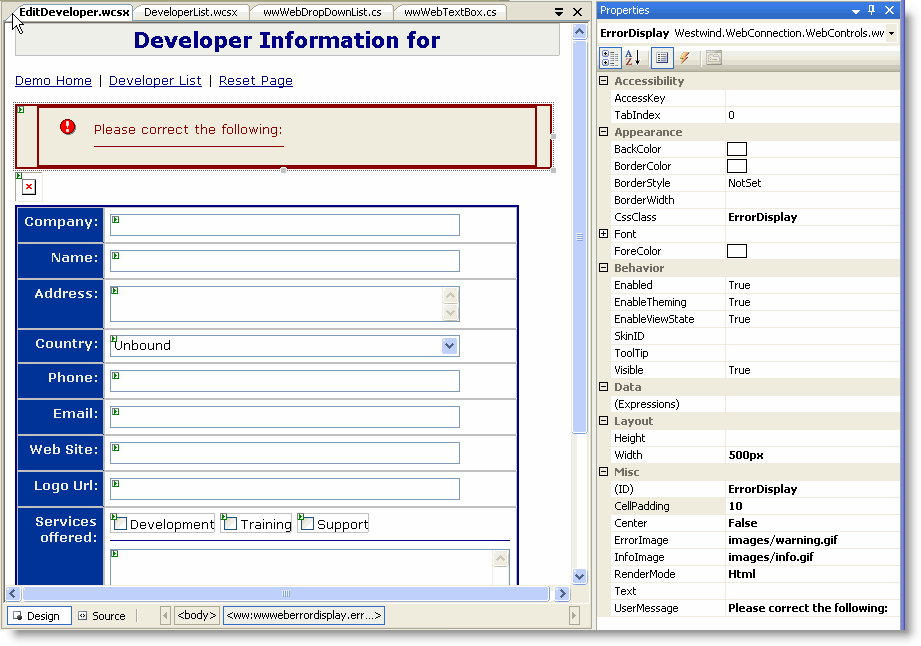 EditDeveloper.wcsx DeveloperList.wcsx wwWebDropDownList.cs wwWebTextBox.cs
Developer Information for
Demo Home | Developer List | Reset Page
Please correct the following:
Company:
Name:
Address:
Country: Unbound
Phone:
Email:
Web Site:
Logo Url:
Services offered: Development Training Support
Design Source <body> <ww:wwweberrordisplay.err...>
Properties
ErrorDisplay Westwind.WebConnection.WebControls.ww
Accessibility
AccessKey
TabIndex 0
Appearance
BackColor
BorderColor
BorderStyle NotSet
BorderWidth
CssClass ErrorDisplay
Font
ForeColor
Behavior
Enabled True
EnableTheming True
EnableViewState True
SkinID
ToolTip
Visible True
Data
(Expressions)
Layout
Height
Width 500px
Misc
(ID) ErrorDisplay
CellPadding 10
Center False
ErrorImage images/warning.gif
InfoImage images/info.gif
RenderMode Html
Text
UserMessage Please correct the following: